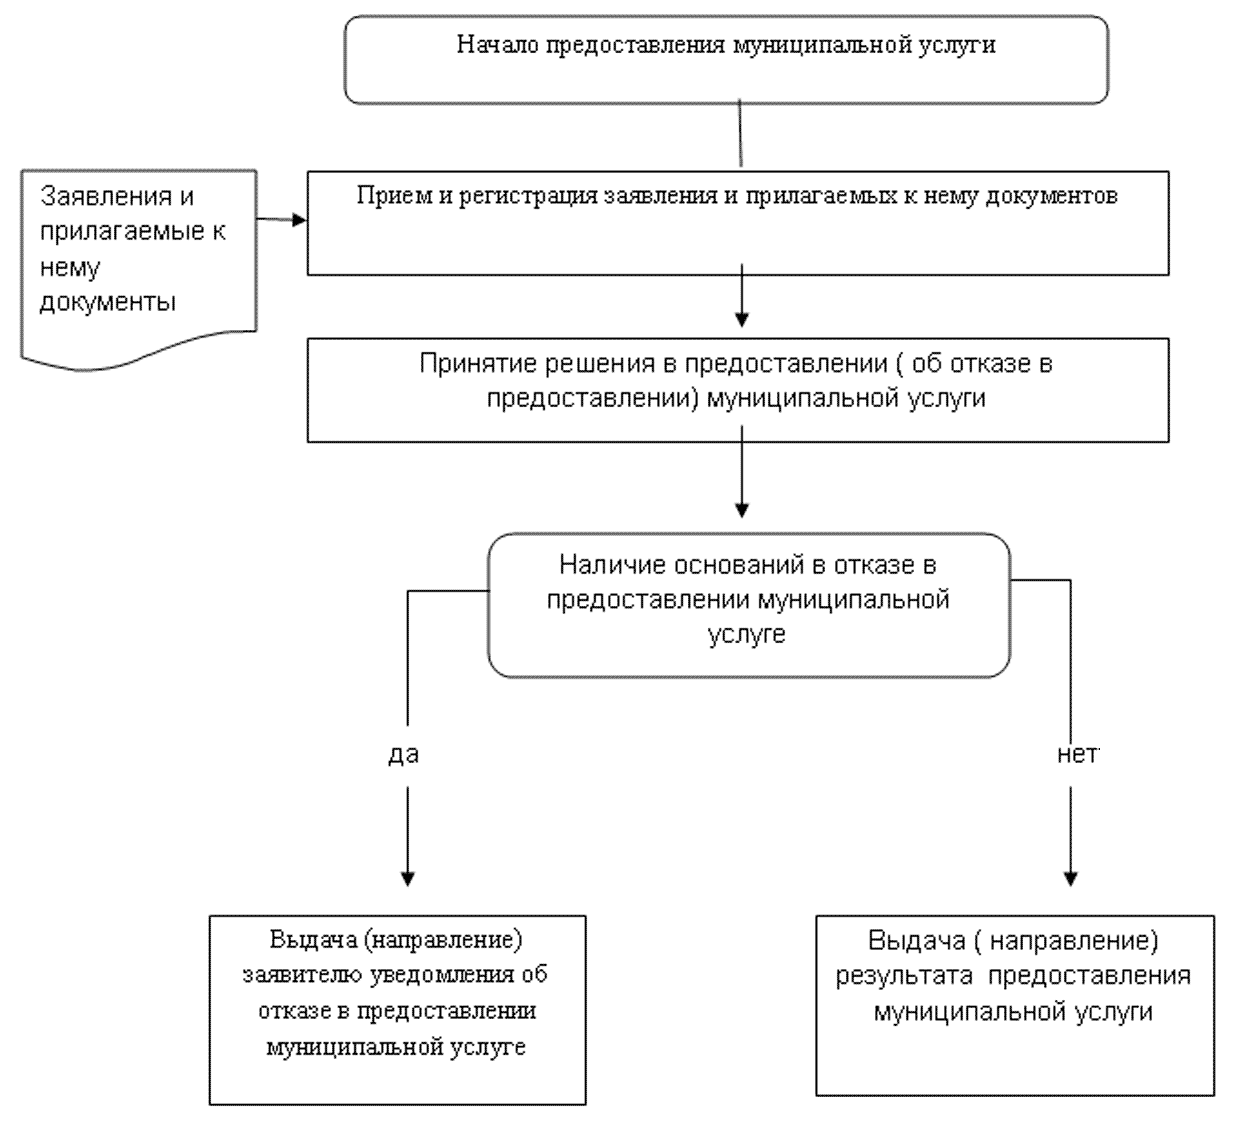 Начало предоставления муниципальной услуги
Заявления и
прилагаемые к
нему
документы
Прием и регистрация заявления и прилагаемых к нему документов
Принятие решения в предоставлении ( об отказе в
предоставлении) муниципальной услуги
Наличие оснований в отказе в
предоставлении муниципальной
услуге
да
нет
Выдача (направление)
заявителю уведомления об
отказе в предоставлении
муниципальной услуге
Выдача ( направление)
результата предоставления
муниципальной услуги